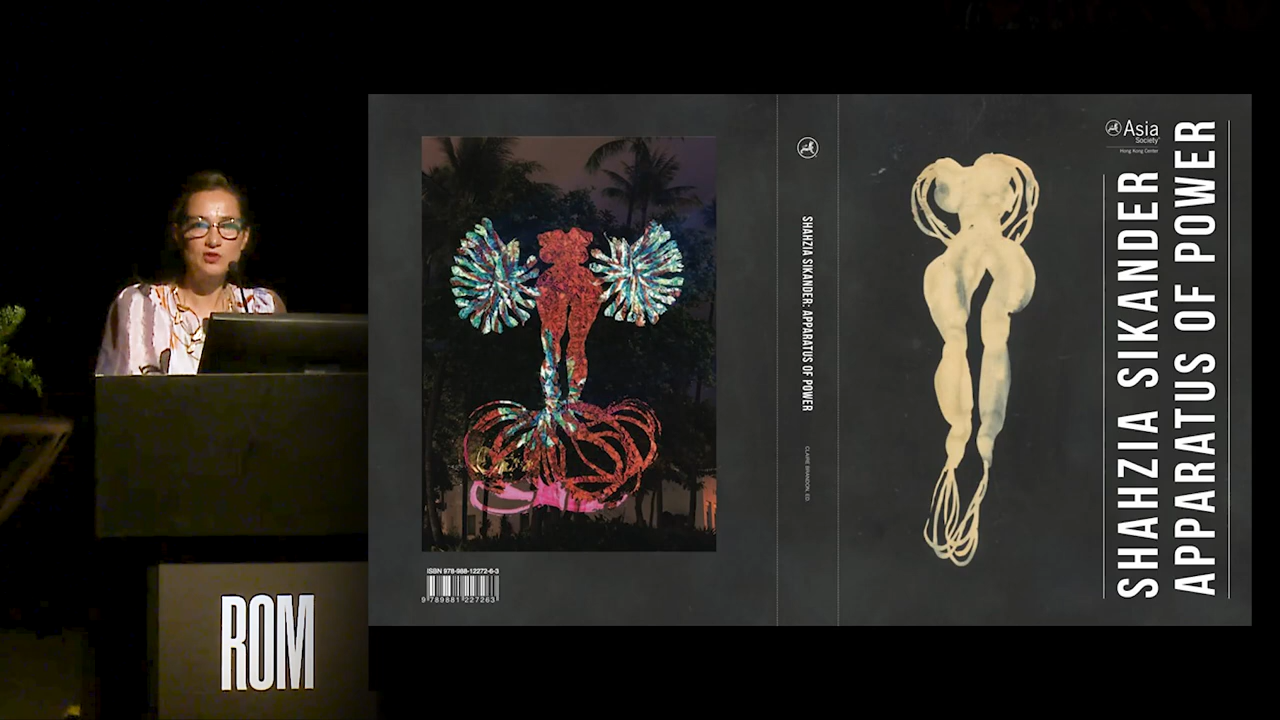 ROM
ISBN 978-988-12272-6-3
9 789881 227263
SHAHZIA SIKANDER: APPARATUS OF POWER
CLAIRE BRANDON, ED.
Asia
Society
Hong Kong Center
SHAHZIA SIKANDER
APPARATUS OF POWER